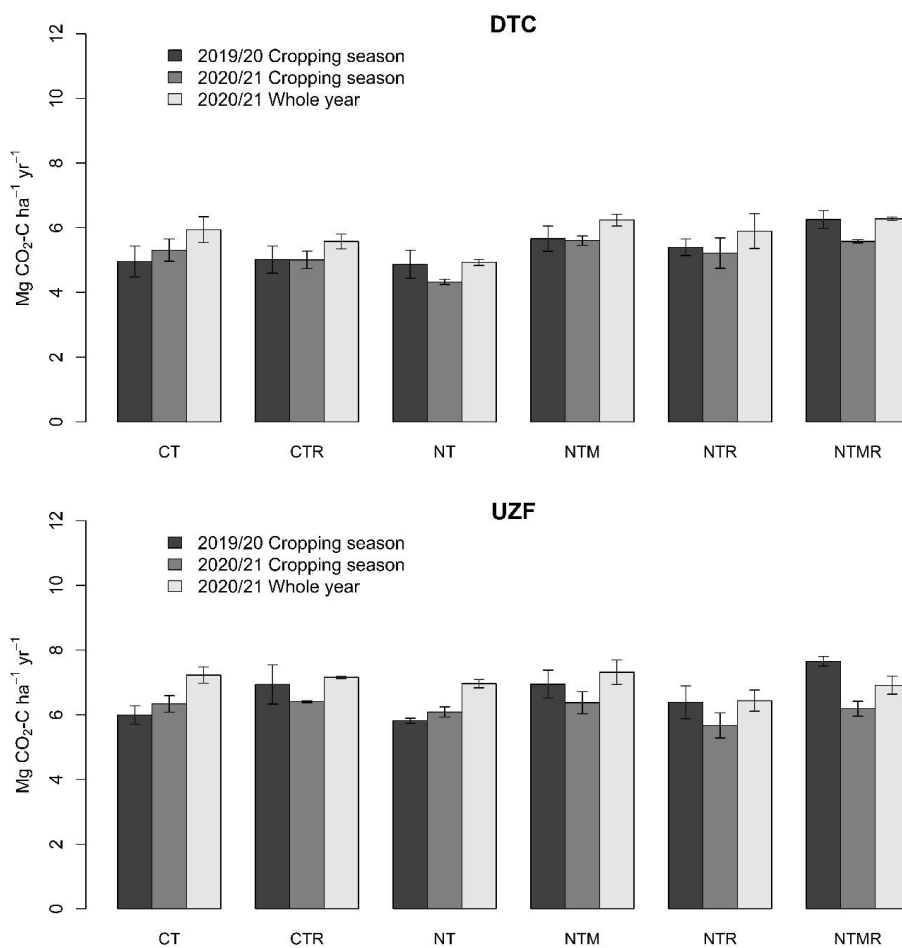 DTC
12
10
8
6
4
2
0
Mg CO₂-C ha⁻¹ yr⁻¹
2019/20 Cropping season
2020/21 Cropping season
2020/21 Whole year
CT CTR NT NTM NTR NTMR
UZF
12
10
8
6
4
2
0
Mg CO₂-C ha⁻¹ yr⁻¹
2019/20 Cropping season
2020/21 Cropping season
2020/21 Whole year
CT CTR NT NTM NTR NTMR